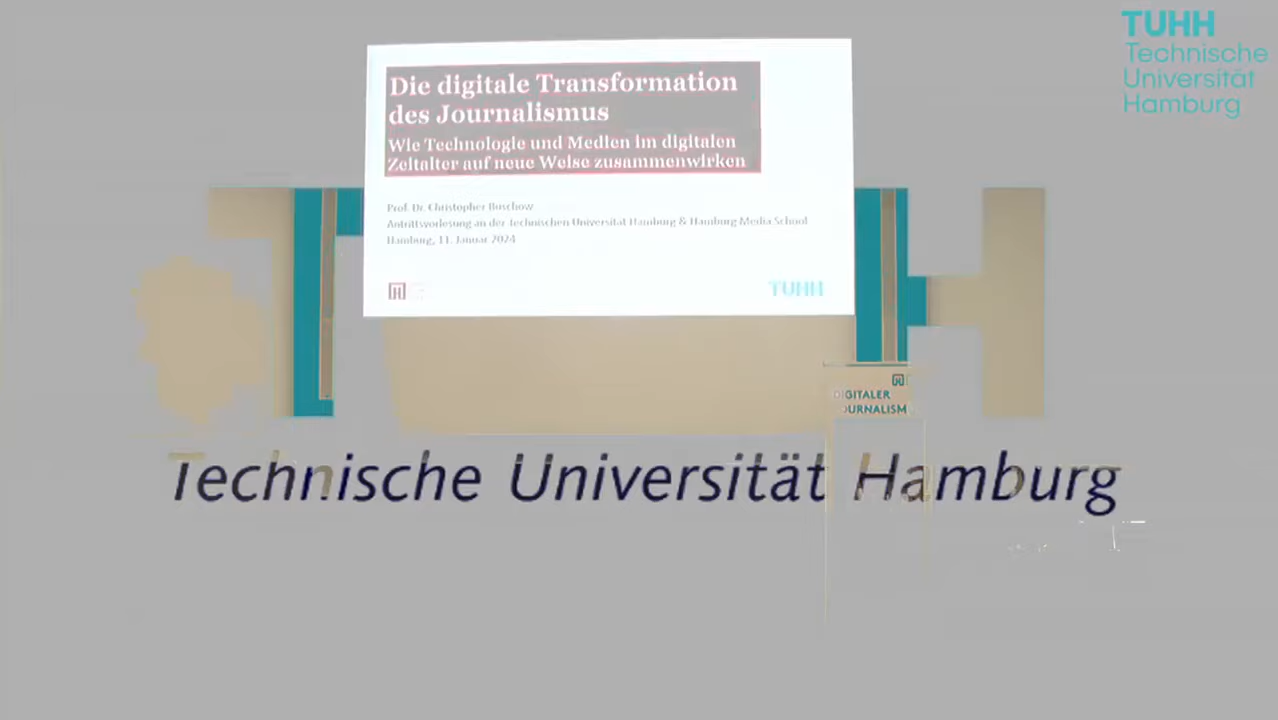 TUHH
Technische
Universität
Hamburg
Die digitale Transformation
des Journalismus
Wie Technologie und Medien im digitalen
Zeitalter auf neue Weise zusammenwirken
Prof. Dr. Christopher Buschow
Antrittsvorlesung an der Technischen Universität Hamburg & Hamburg Media School
Hamburg, 11. Januar 2024
TUHH
DIGITALER
JOURNALISM
Technische Universität Hamburg